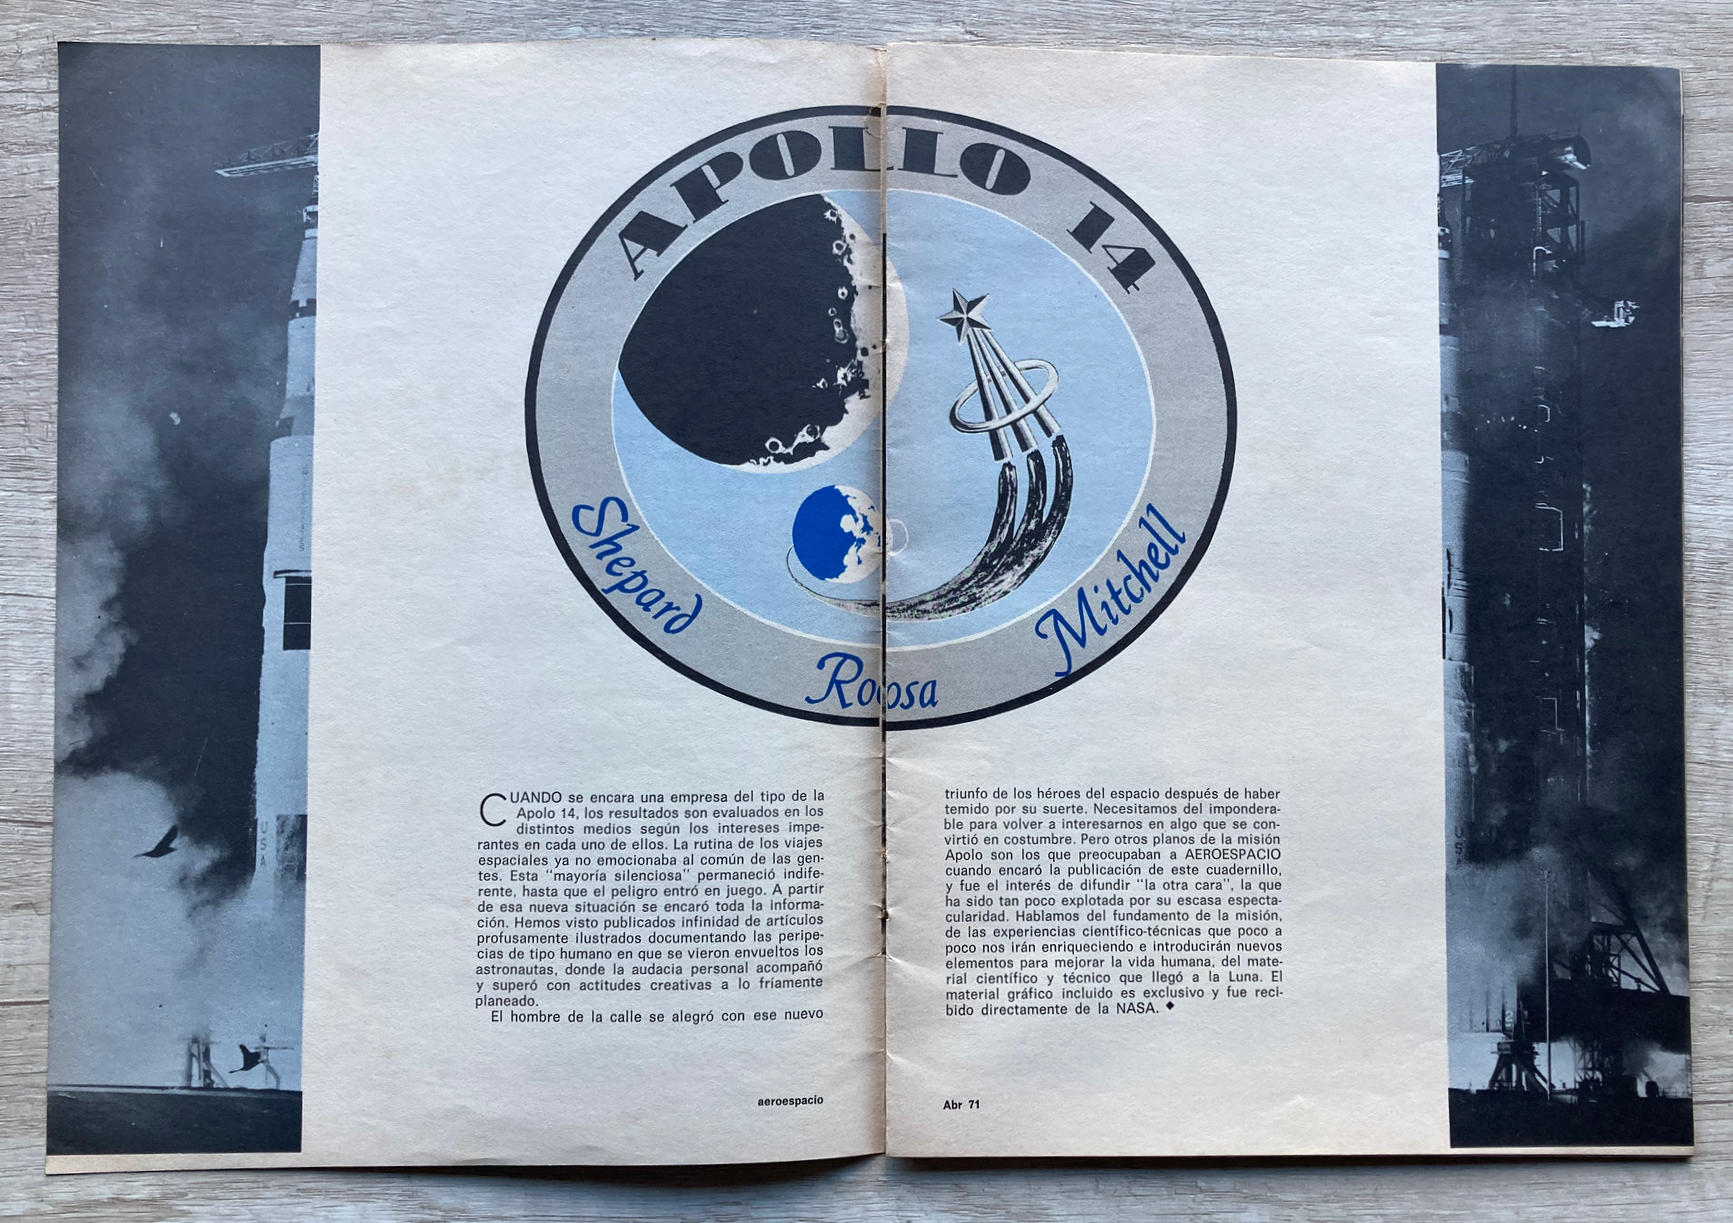 APOLLO 14
Shepard
Roosa
Mitchell
CUANDO se encara una empresa del tipo de la
Apolo 14, los resultados son evaluados en los
distintos medios según los intereses impe-
rantes en cada uno de ellos. La rutina de los viajes
espaciales ya no emocionaba al común de las gen-
tes. Esta "mayoría silenciosa" permaneció indife-
rente, hasta que el peligro entró en juego. A partir
de esa nueva situación se encaró toda la informa-
ción. Hemos visto publicados infinidad de artículos
profusamente ilustrados documentando las peripe-
cias de tipo humano en que se vieron envueltos los
astronautas, donde la audacia personal acompañó
y superó con actitudes creativas a lo fríamente
planeado.
El hombre de la calle se alegró con ese nuevo
aeroespacio
triunfo de los héroes del espacio después de haber
temido por su suerte. Necesitamos del impondera-
ble para volver a interesarnos en algo que se con-
virtió en costumbre. Pero otros planos de la misión
Apolo son los que preocupaban a AEROESPACIO
cuando encaró la publicación de este cuadernillo,
y fue el interés de difundir "la otra cara", la que
ha sido tan poco explotada por su escasa especta-
cularidad. Hablamos del fundamento de la misión,
de las experiencias científico-técnicas que poco a
poco nos irán enriqueciendo e introducirán nuevos
elementos para mejorar la vida humana, del mate-
rial científico y técnico que llegó a la Luna. El
material gráfico incluido es exclusivo y fue reci-
bido directamente de la NASA.
Abr 71
USA